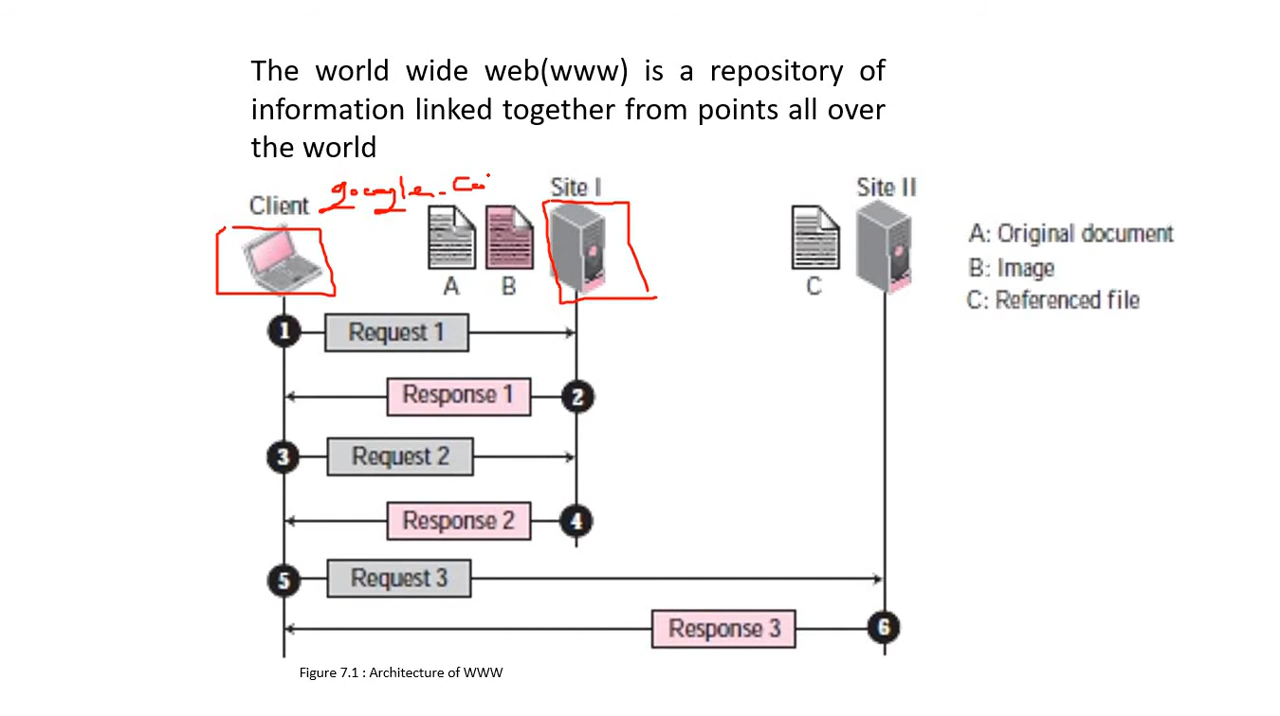 The world wide web(www) is a repository of
information linked together from points all over
the world
Client
Site I
Site II
A
B
C
A: Original document
B: Image
C: Referenced file
1
Request 1
Response 1
2
3
Request 2
Response 2
4
5
Request 3
Response 3
6
Figure 7.1 : Architecture of WWW